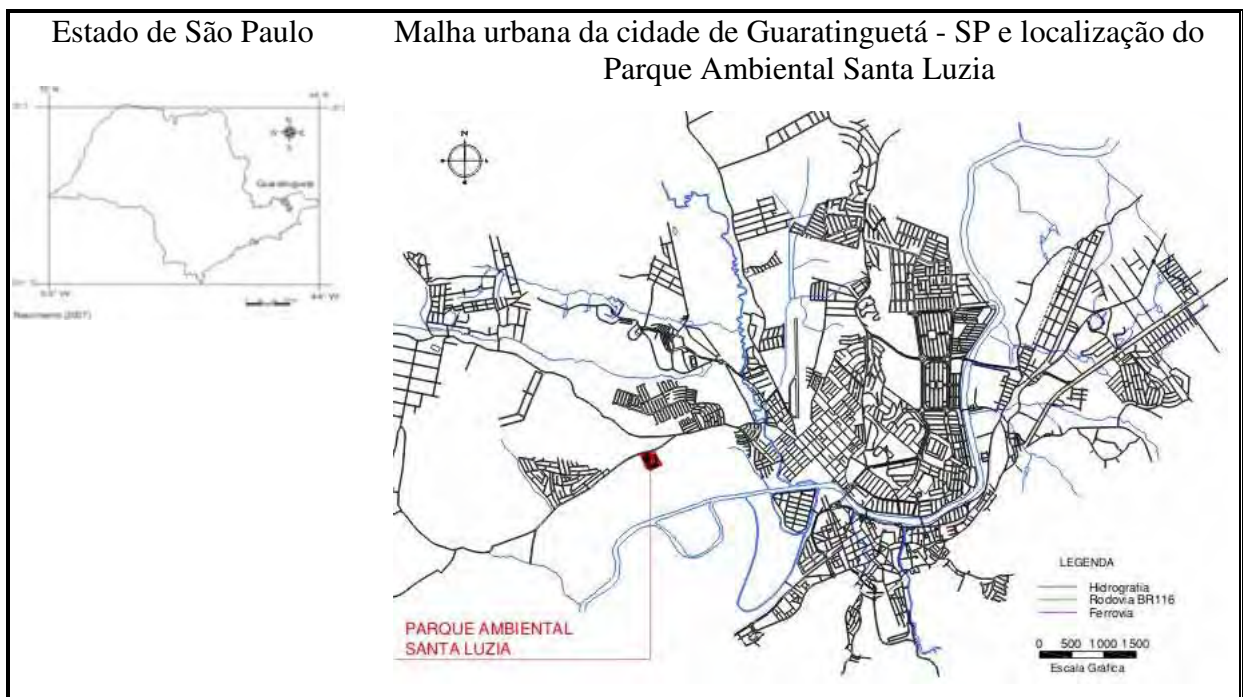 Estado de São Paulo
Malha urbana da cidade de Guaratinguetá - SP e localização do
Parque Ambiental Santa Luzia
Guaratinguetá
Nascimento (2007)
N
PARQUE AMBIENTAL
SANTA LUZIA
LEGENDA
Hidrografia
Rodovia BR116
Ferrovia
0 500 1000 1500
Escala Gráfica